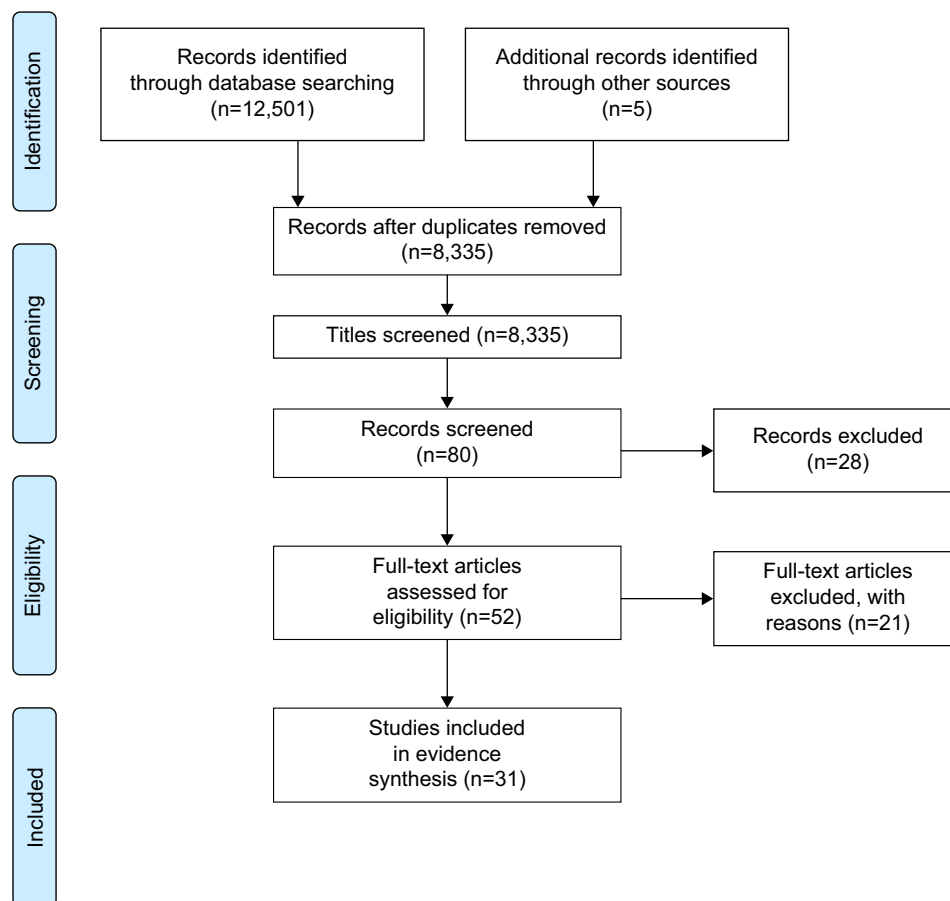 Identification
Records identified
through database searching
(n=12,501)
Additional records identified
through other sources
(n=5)
Records after duplicates removed
(n=8,335)
Screening
Titles screened (n=8,335)
Records screened
(n=80)
Records excluded
(n=28)
Eligibility
Full-text articles
assessed for
eligibility (n=52)
Full-text articles
excluded, with
reasons (n=21)
Included
Studies included
in evidence
synthesis (n=31)